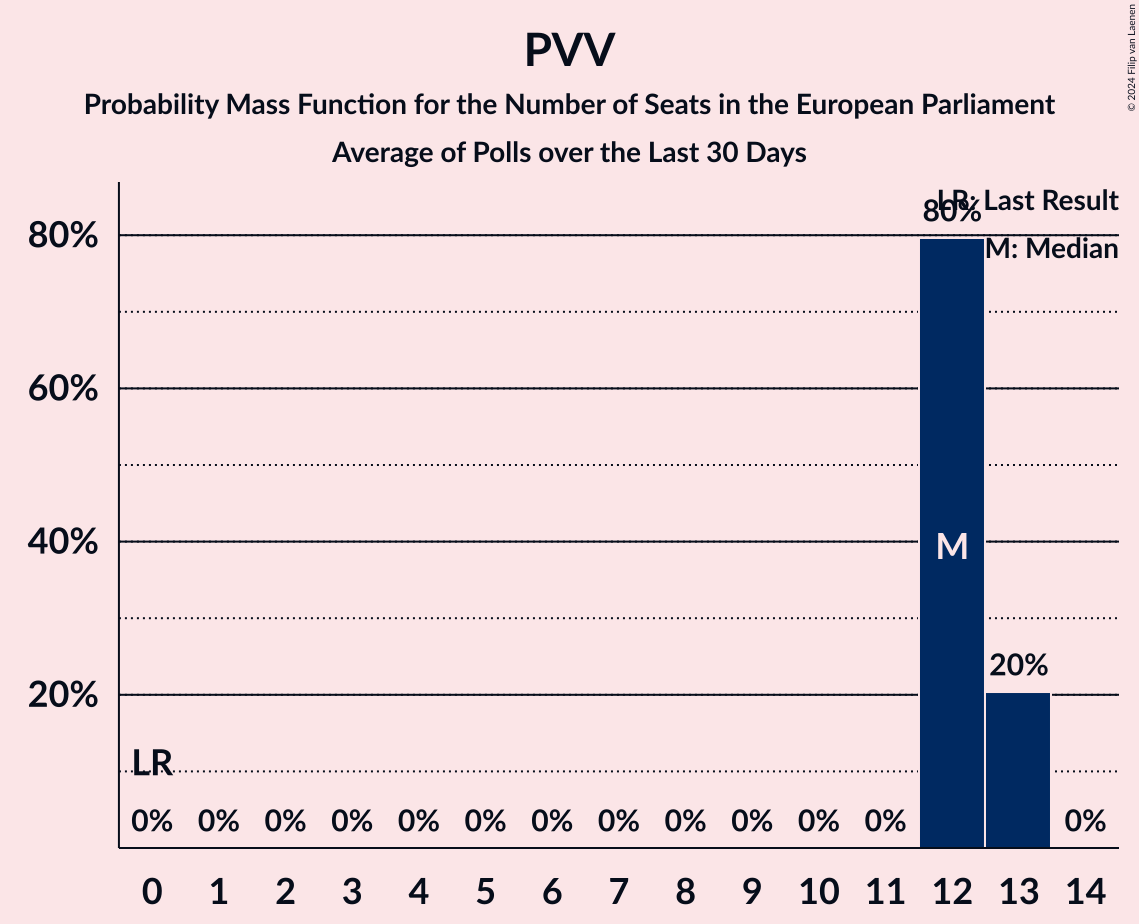 PVV
Probability Mass Function for the Number of Seats in the European Parliament
Average of Polls over the Last 30 Days
© 2024 Filip van Laenen
LR: Last Result
M: Median
80%
60%
40%
20%
80%
M
20%
LR
0% 0% 0% 0% 0% 0% 0% 0% 0% 0% 0% 0% 0%
0 1 2 3 4 5 6 7 8 9 10 11 12 13 14